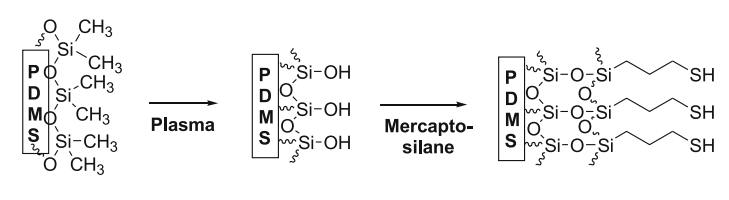 O CH₃
Si
CH₃
P O
CH₃
D Si
CH₃
M O
S Si CH₃
O CH₃
Plasma
P Si–OH
D O
Si–OH
M O
S Si–OH
Mercapto-
silane
P Si–O–Si SH
D O O
M Si–O–Si SH
O O
S Si–O–Si SH